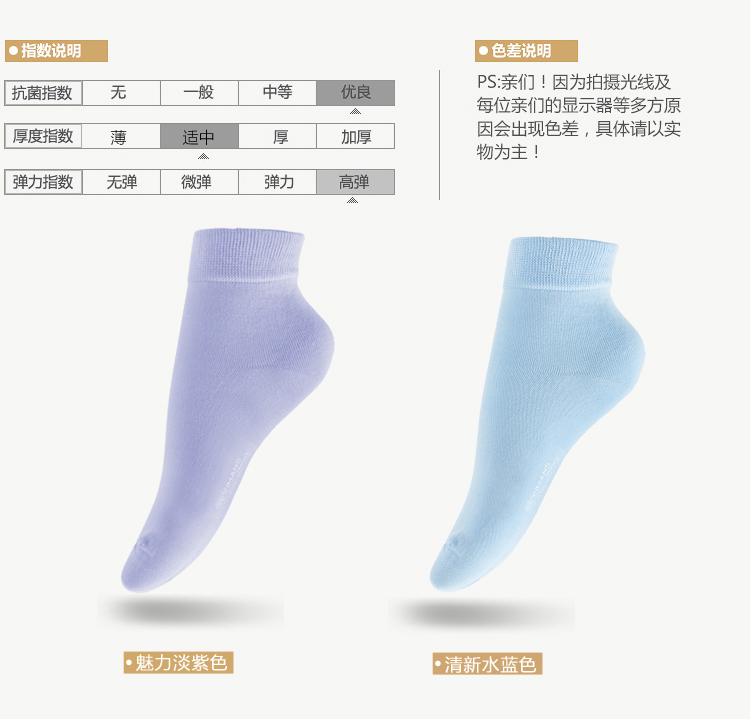 指数说明
抗菌指数 无 一般 中等 优良
厚度指数 薄 适中 厚 加厚
弹力指数 无弹 微弹 弹力 高弹
色差说明
PS:亲们！因为拍摄光线及
每位亲们的显示器等多方原
因会出现色差，具体请以实
物为主！
魅力淡紫色
清新水蓝色